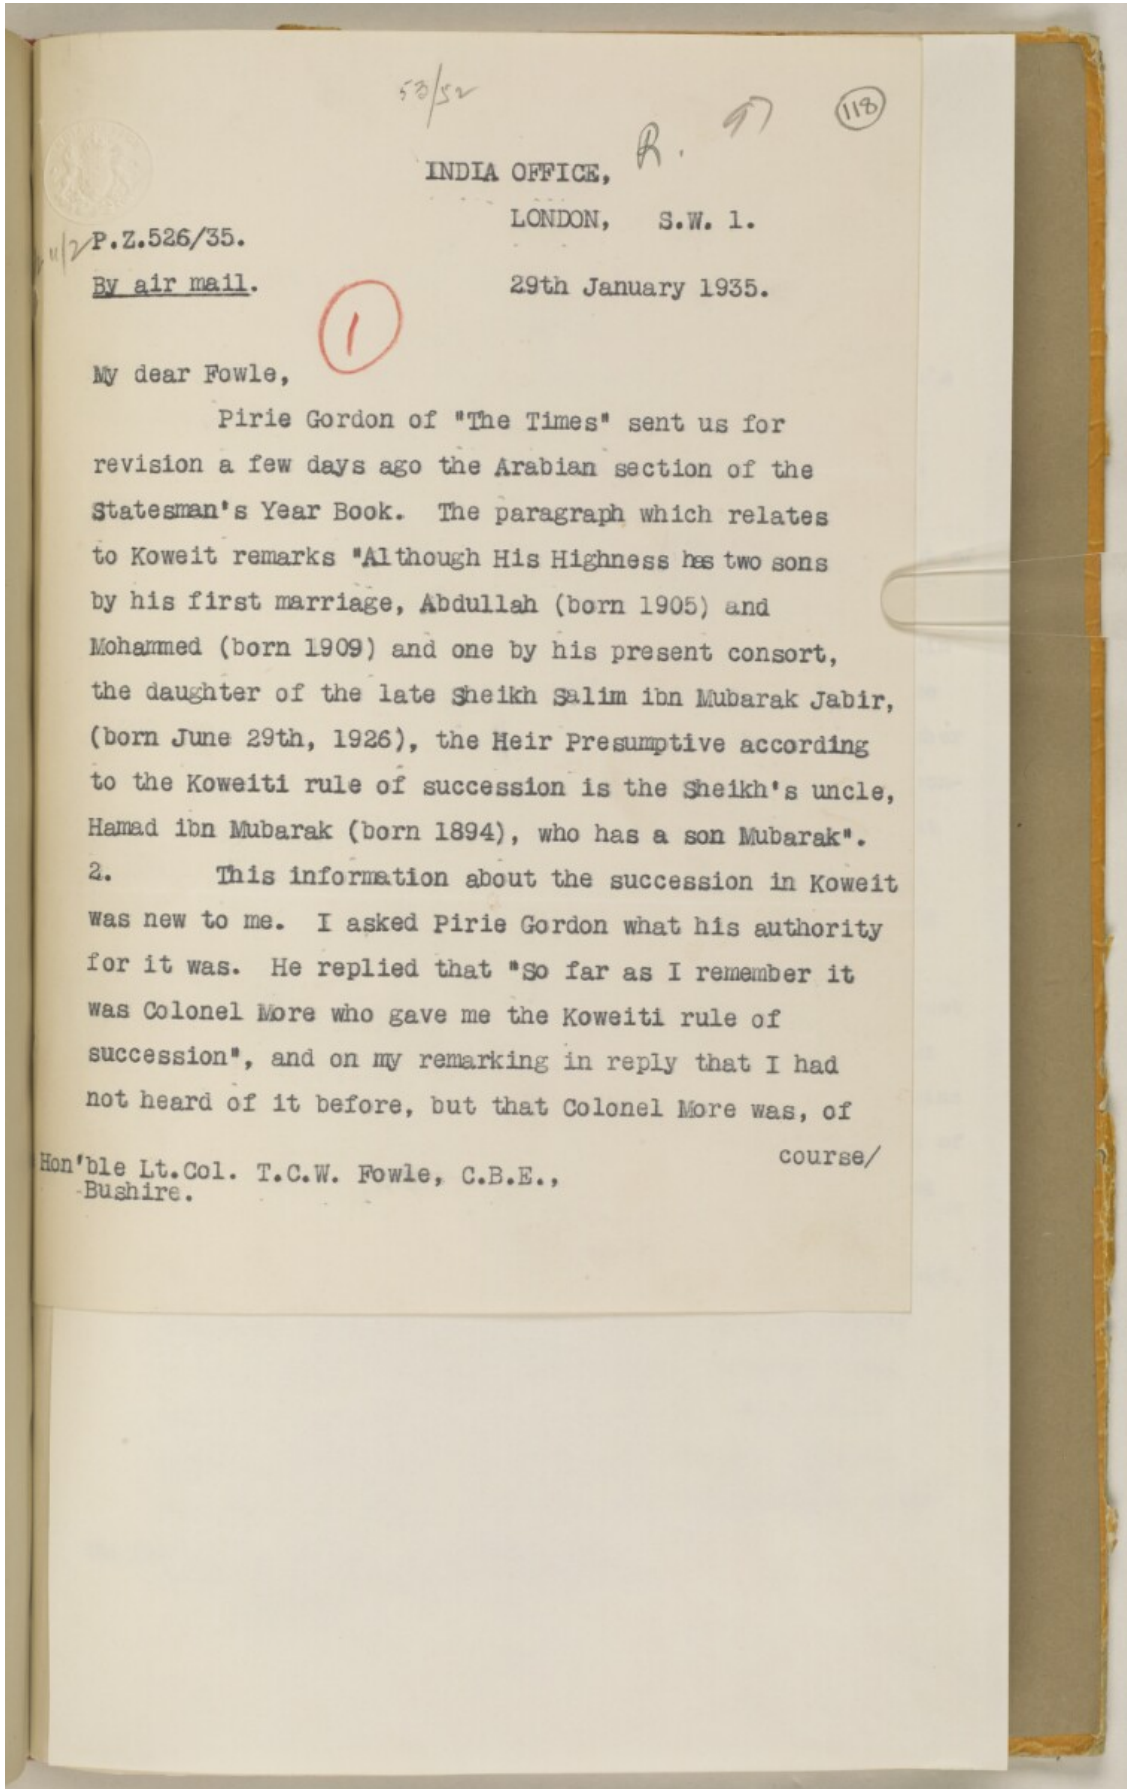 53/52
R. 97
118
INDIA OFFICE,
LONDON, S.W. 1.
11/2
P.Z.526/35.
By air mail.
29th January 1935.
1
My dear Fowle,
Pirie Gordon of "The Times" sent us for
revision a few days ago the Arabian section of the
Statesman's Year Book. The paragraph which relates
to Koweit remarks "Although His Highness has two sons
by his first marriage, Abdullah (born 1905) and
Mohammed (born 1909) and one by his present consort,
the daughter of the late Sheikh Salim ibn Mubarak Jabir,
(born June 29th, 1926), the Heir Presumptive according
to the Koweiti rule of succession is the Sheikh's uncle,
Hamad ibn Mubarak (born 1894), who has a son Mubarak".
2. This information about the succession in Koweit
was new to me. I asked Pirie Gordon what his authority
for it was. He replied that "So far as I remember it
was Colonel More who gave me the Koweiti rule of
succession", and on my remarking in reply that I had
not heard of it before, but that Colonel More was, of
course/
Hon'ble Lt.Col. T.C.W. Fowle, C.B.E.,
Bushire.